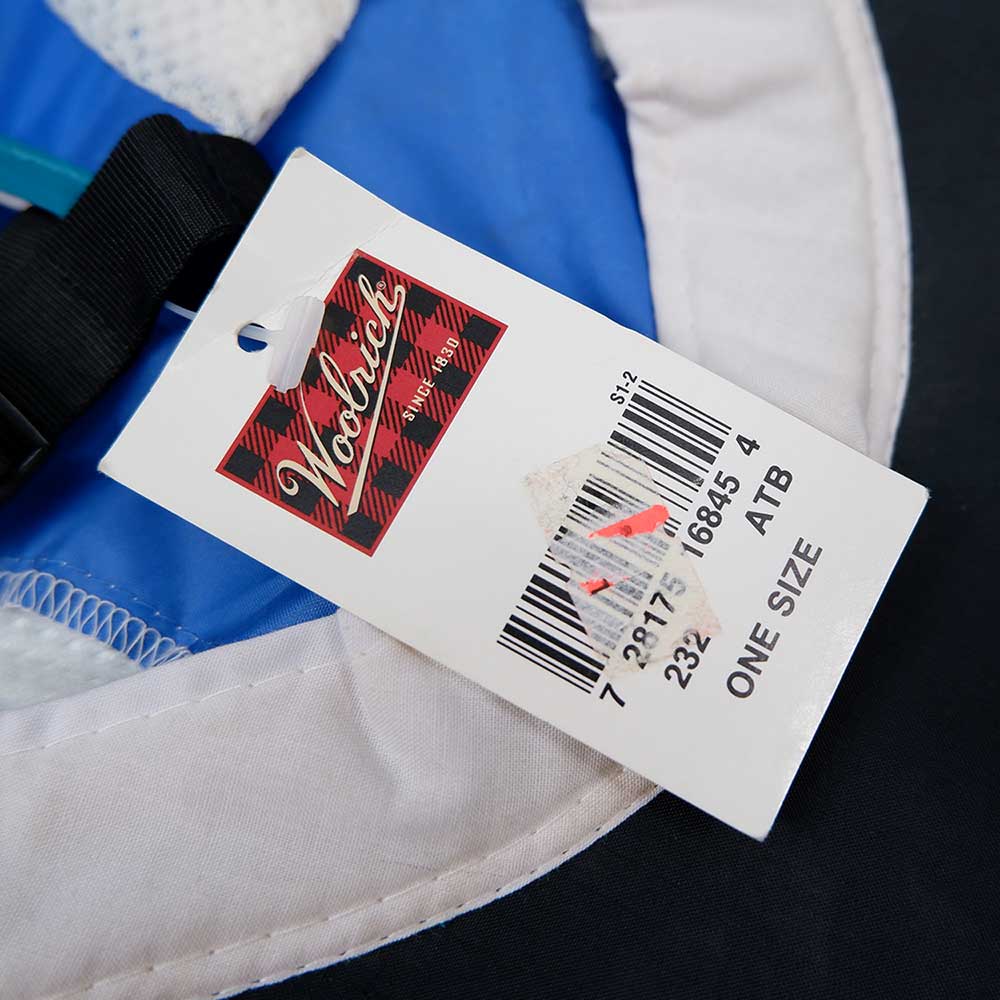 Woolrich®
SINCE 1830
S1-2
7 28175 16845 4
232 ATB
ONE SIZE